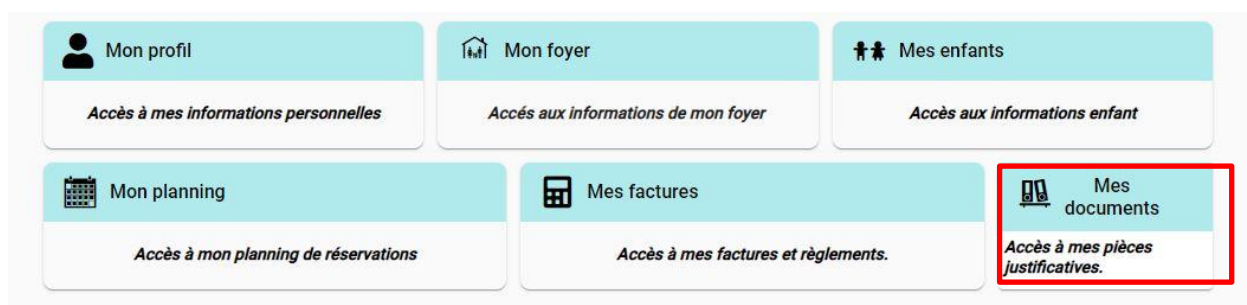 Mon profil
Mon foyer
Mes enfants
Accès à mes informations personnelles
Accés aux informations de mon foyer
Accès aux informations enfant
Mon planning
Mes factures
Mes
documents
Accès à mon planning de réservations
Accès à mes factures et règlements.
Accès à mes pièces
justificatives.